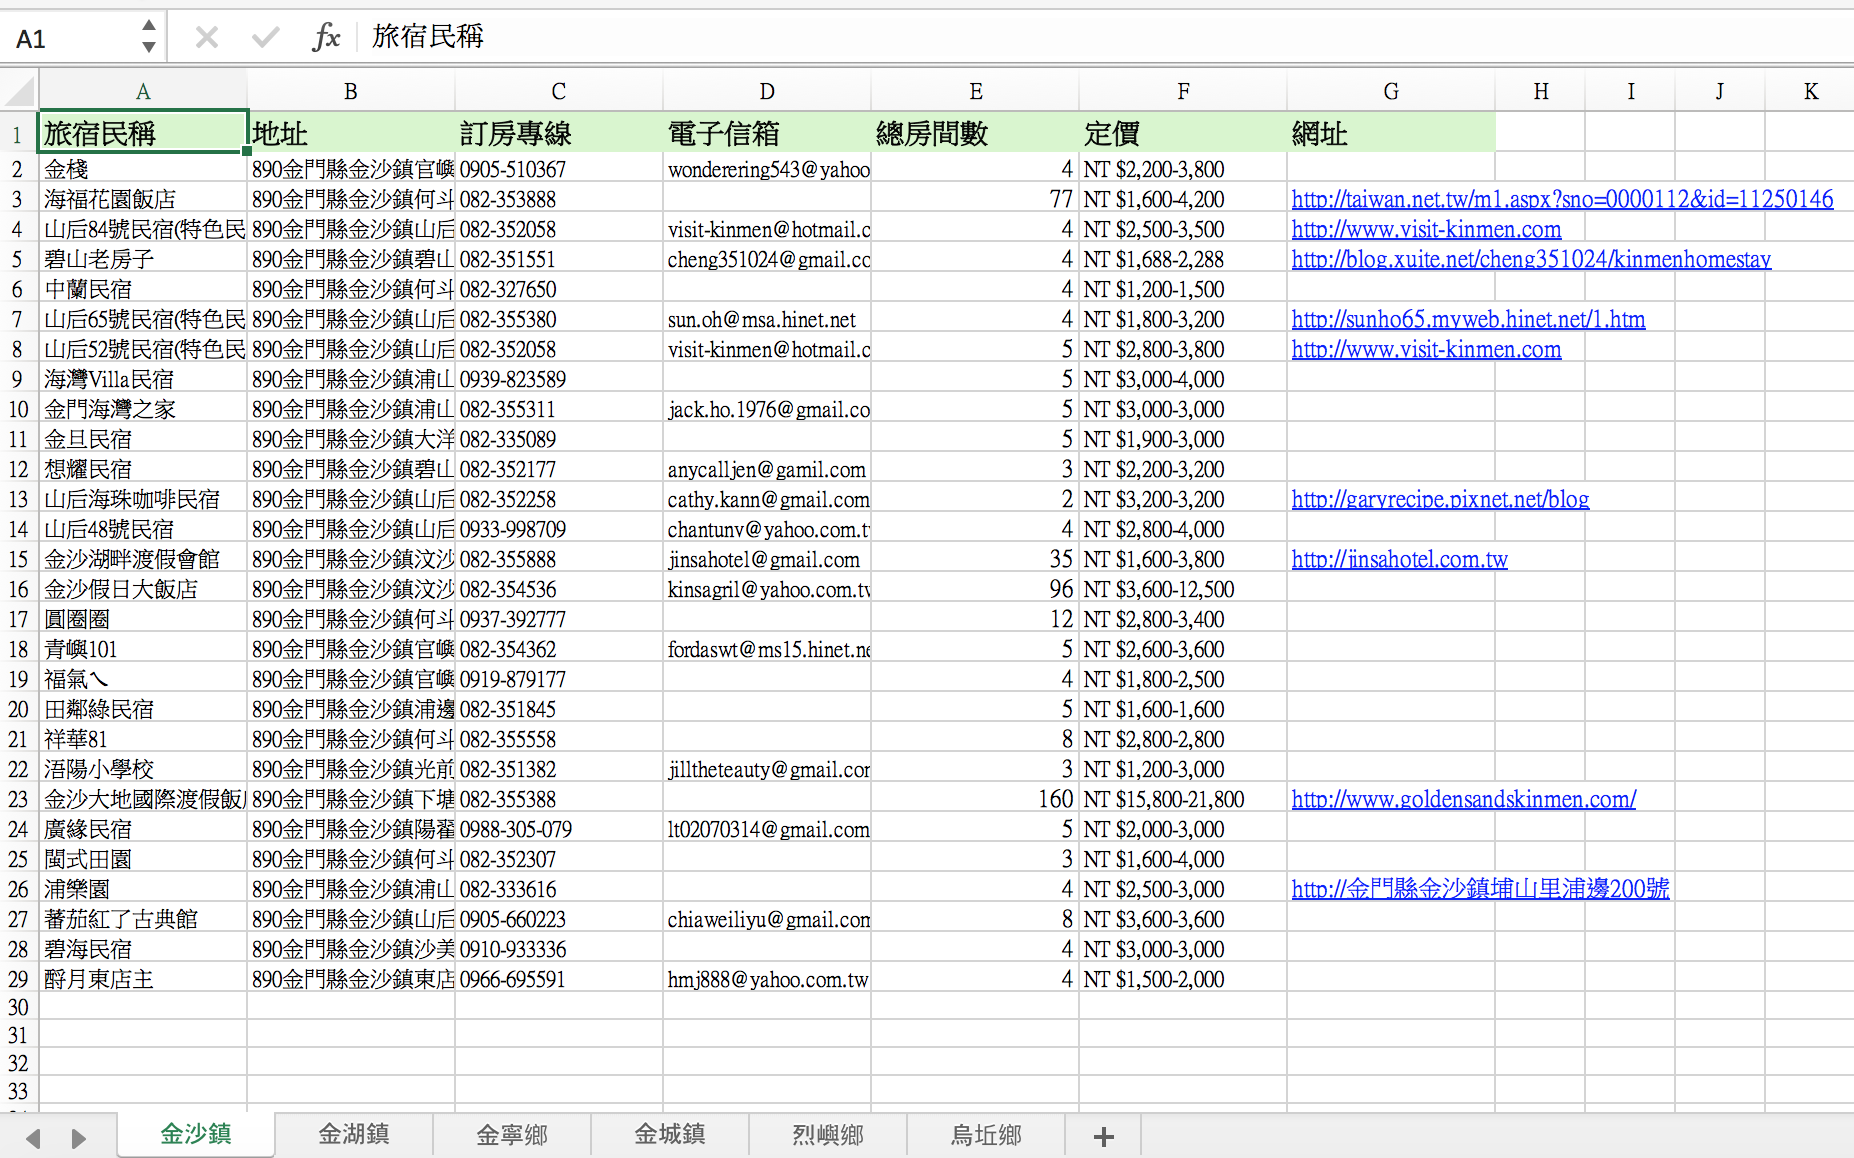 A1 fx 旅宿民稱
A B C D E F G H I J K
1 旅宿民稱 地址 訂房專線 電子信箱 總房間數 定價 網址
2 金棧 890金門縣金沙鎮官嶼 0905-510367 wonderering543@yahoo 4 NT $2,200-3,800
3 海福花園飯店 890金門縣金沙鎮何斗 082-353888 77 NT $1,600-4,200 http://taiwan.net.tw/m1.aspx?sno=0000112&id=11250146
4 山后84號民宿(特色民 890金門縣金沙鎮山后 082-352058 visit-kinmen@hotmail.c 4 NT $2,500-3,500 http://www.visit-kinmen.com
5 碧山老房子 890金門縣金沙鎮碧山 082-351551 cheng351024@gmail.co 4 NT $1,688-2,288 http://blog.xuite.net/cheng351024/kinmenhomestay
6 中蘭民宿 890金門縣金沙鎮何斗 082-327650 4 NT $1,200-1,500
7 山后65號民宿(特色民 890金門縣金沙鎮山后 082-355380 sun.oh@msa.hinet.net 4 NT $1,800-3,200 http://sunho65.myweb.hinet.net/1.htm
8 山后52號民宿(特色民 890金門縣金沙鎮山后 082-352058 visit-kinmen@hotmail.c 5 NT $2,800-3,800 http://www.visit-kinmen.com
9 海灣Villa民宿 890金門縣金沙鎮浦山 0939-823589 5 NT $3,000-4,000
10 金門海灣之家 890金門縣金沙鎮浦山 082-355311 jack.ho.1976@gmail.co 5 NT $3,000-3,000
11 金旦民宿 890金門縣金沙鎮大洋 082-335089 5 NT $1,900-3,000
12 想耀民宿 890金門縣金沙鎮碧山 082-352177 anycalljen@gamil.com 3 NT $2,200-3,200
13 山后海珠咖啡民宿 890金門縣金沙鎮山后 082-352258 cathy.kann@gmail.com 2 NT $3,200-3,200 http://garyrecipe.pixnet.net/blog
14 山后48號民宿 890金門縣金沙鎮山后 0933-998709 chantunv@yahoo.com.t 4 NT $2,800-4,000
15 金沙湖畔渡假會館 890金門縣金沙鎮汶沙 082-355888 jinsahotel@gmail.com 35 NT $1,600-3,800 http://jinsahotel.com.tw
16 金沙假日大飯店 890金門縣金沙鎮汶沙 082-354536 kinsagril@yahoo.com.tw 96 NT $3,600-12,500
17 圓圈圈 890金門縣金沙鎮何斗 0937-392777 12 NT $2,800-3,400
18 青嶼101 890金門縣金沙鎮官嶼 082-354362 fordaswt@ms15.hinet.ne 5 NT $2,600-3,600
19 福氣ㄟ 890金門縣金沙鎮官嶼 0919-879177 4 NT $1,800-2,500
20 田鄰綠民宿 890金門縣金沙鎮浦邊 082-351845 5 NT $1,600-1,600
21 祥華81 890金門縣金沙鎮何斗 082-355558 8 NT $2,800-2,800
22 浯陽小學校 890金門縣金沙鎮光前 082-351382 jilltheteauty@gmail.com 3 NT $1,200-3,000
23 金沙大地國際渡假飯 890金門縣金沙鎮下塘 082-355388 160 NT $15,800-21,800 http://www.goldensandskinmen.com/
24 廣緣民宿 890金門縣金沙鎮陽翟 0988-305-079 lt02070314@gmail.com 5 NT $2,000-3,000
25 閩式田園 890金門縣金沙鎮何斗 082-352307 3 NT $1,600-4,000
26 浦樂園 890金門縣金沙鎮浦山 082-333616 4 NT $2,500-3,000 http://金門縣金沙鎮埔山里浦邊200號
27 蕃茄紅了古典館 890金門縣金沙鎮山后 0905-660223 chiaweiliyu@gmail.com 8 NT $3,600-3,600
28 碧海民宿 890金門縣金沙鎮沙美 0910-933336 4 NT $3,000-3,000
29 酹月東店主 890金門縣金沙鎮東店 0966-695591 hmj888@yahoo.com.tw 4 NT $1,500-2,000
30
31
32
33
金沙鎮 金湖鎮 金寧鄉 金城鎮 烈嶼鄉 烏坵鄉 +